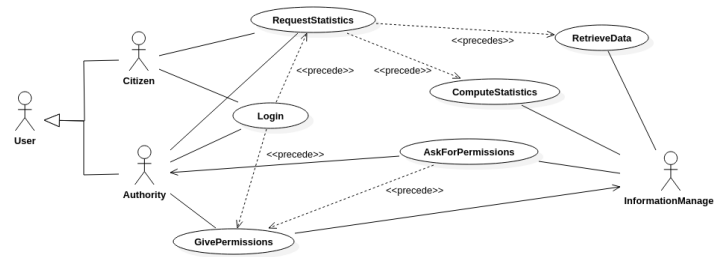 RequestStatistics
RetrieveData
Citizen
<<precedes>>
<<precede>>
<<precede>>
ComputeStatistics
User
Login
AskForPermissions
<<precede>>
Authority
<<precede>>
InformationManage
GivePermissions